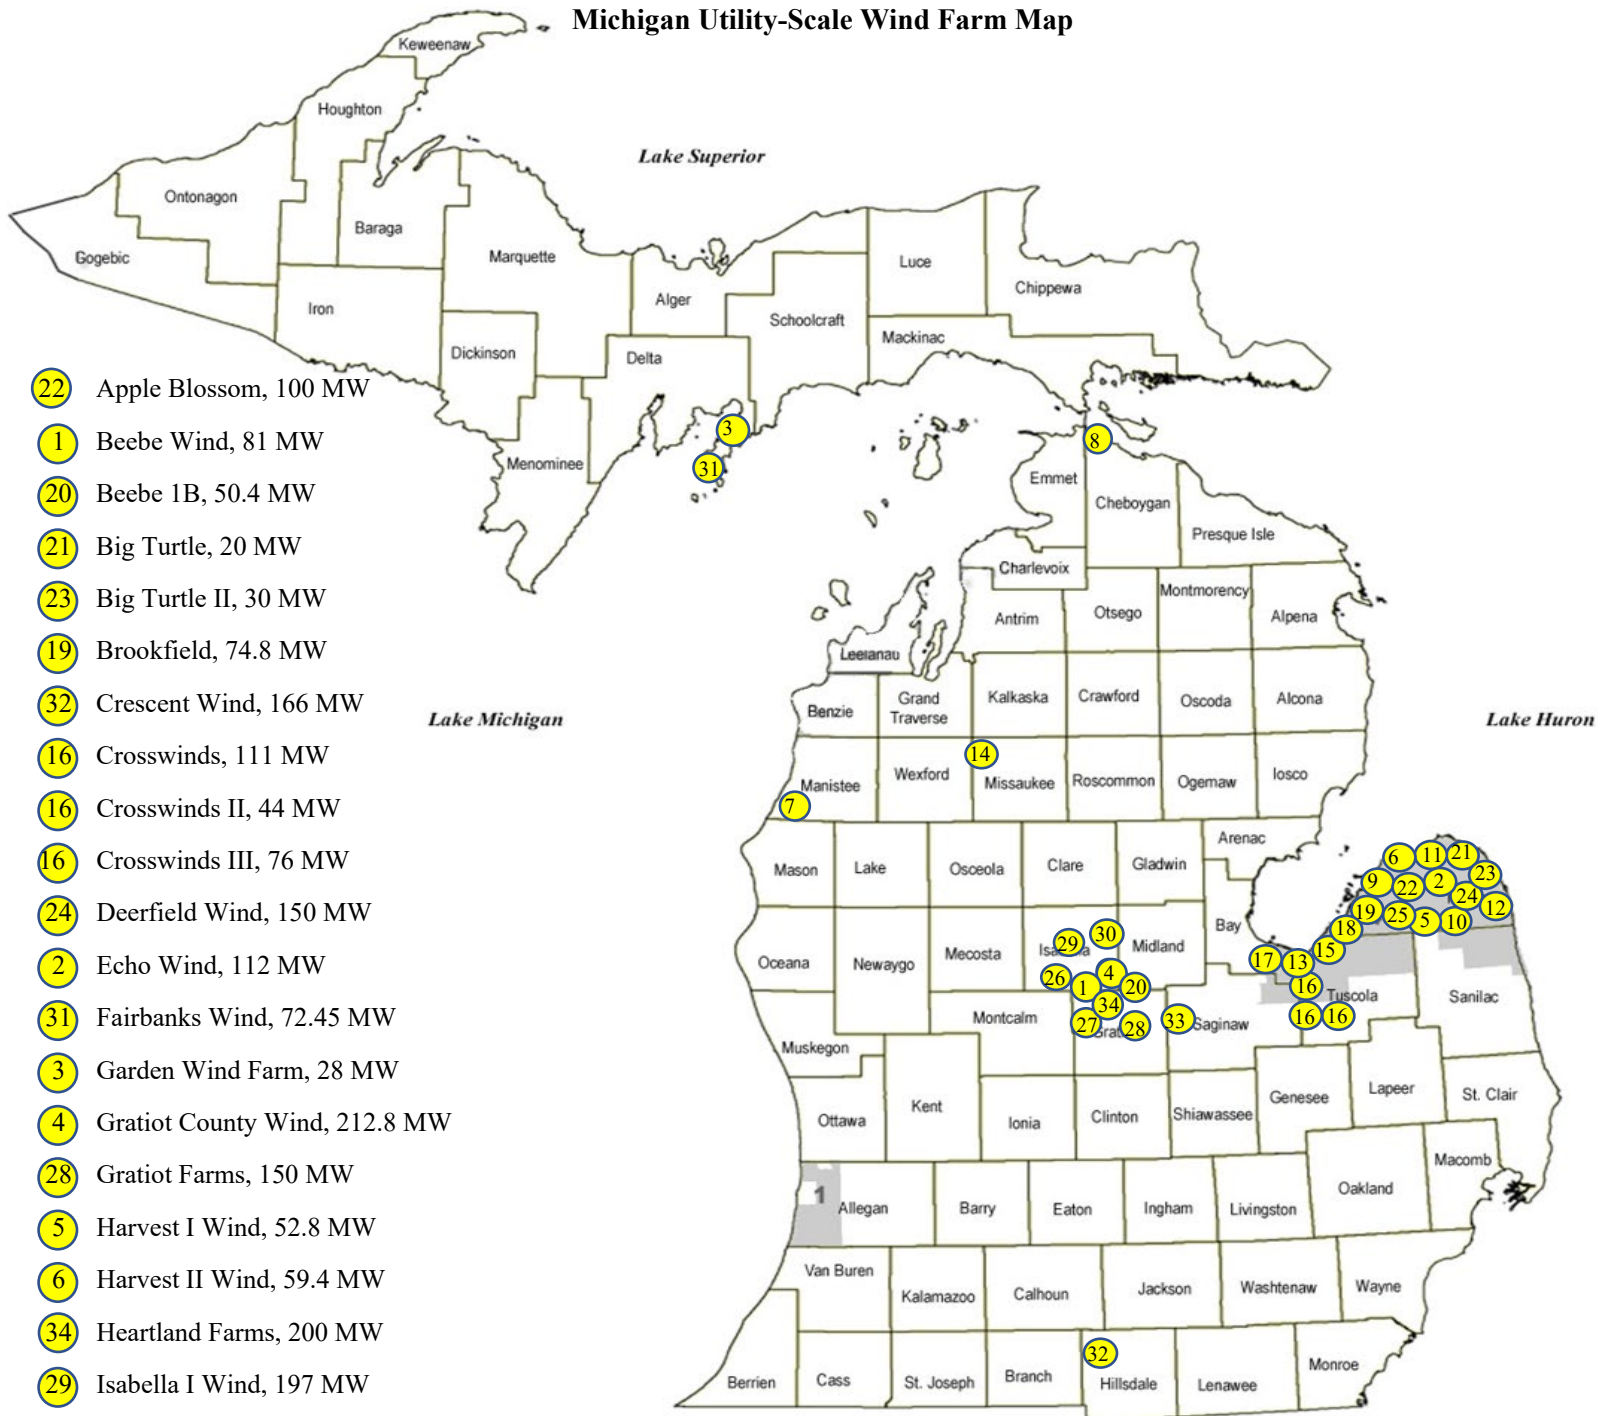 Michigan Utility-Scale Wind Farm Map
Keweenaw
Houghton
Lake Superior
Ontonagon
Baraga
Gogebic
Marquette
Luce
Chippewa
Alger
Iron
Schoolcraft
Mackinac
Dickinson
Delta
22 Apple Blossom, 100 MW
1 Beebe Wind, 81 MW
20 Beebe 1B, 50.4 MW
21 Big Turtle, 20 MW
23 Big Turtle II, 30 MW
19 Brookfield, 74.8 MW
32 Crescent Wind, 166 MW
16 Crosswinds, 111 MW
16 Crosswinds II, 44 MW
16 Crosswinds III, 76 MW
24 Deerfield Wind, 150 MW
2 Echo Wind, 112 MW
31 Fairbanks Wind, 72.45 MW
3 Garden Wind Farm, 28 MW
4 Gratiot County Wind, 212.8 MW
28 Gratiot Farms, 150 MW
5 Harvest I Wind, 52.8 MW
6 Harvest II Wind, 59.4 MW
34 Heartland Farms, 200 MW
29 Isabella I Wind, 197 MW
3
8
31
Menominee
Emmet
Cheboygan
Presque Isle
Charlevoix
Montmorency
Antrim
Otsego
Alpena
Leelanau
Grand
Traverse
Kalkaska
Crawford
Oscoda
Alcona
Benzie
Lake Michigan
Lake Huron
14
Manistee
Wexford
Missaukee
Roscommon
Ogemaw
Iosco
7
Arenac
Mason
Lake
Osceola
Clare
Gladwin
6 11 21
9 22 2 23
24 12
19 25 5 10
18
Bay
29 30
Midland
Oceana
Newaygo
Mecosta
17 13 15
26 1 4 20
16
Tuscola
Sanilac
34
27 28
33
Saginaw
16 16
Montcalm
Muskegon
Lapeer
St. Clair
Kent
Ottawa
Ionia
Clinton
Shiawassee
Genesee
Macomb
Oakland
1
Allegan
Barry
Eaton
Ingham
Livingston
Van Buren
Kalamazoo
Calhoun
Jackson
Washtenaw
Wayne
32
Berrien
Cass
St. Joseph
Branch
Hillsdale
Lenawee
Monroe